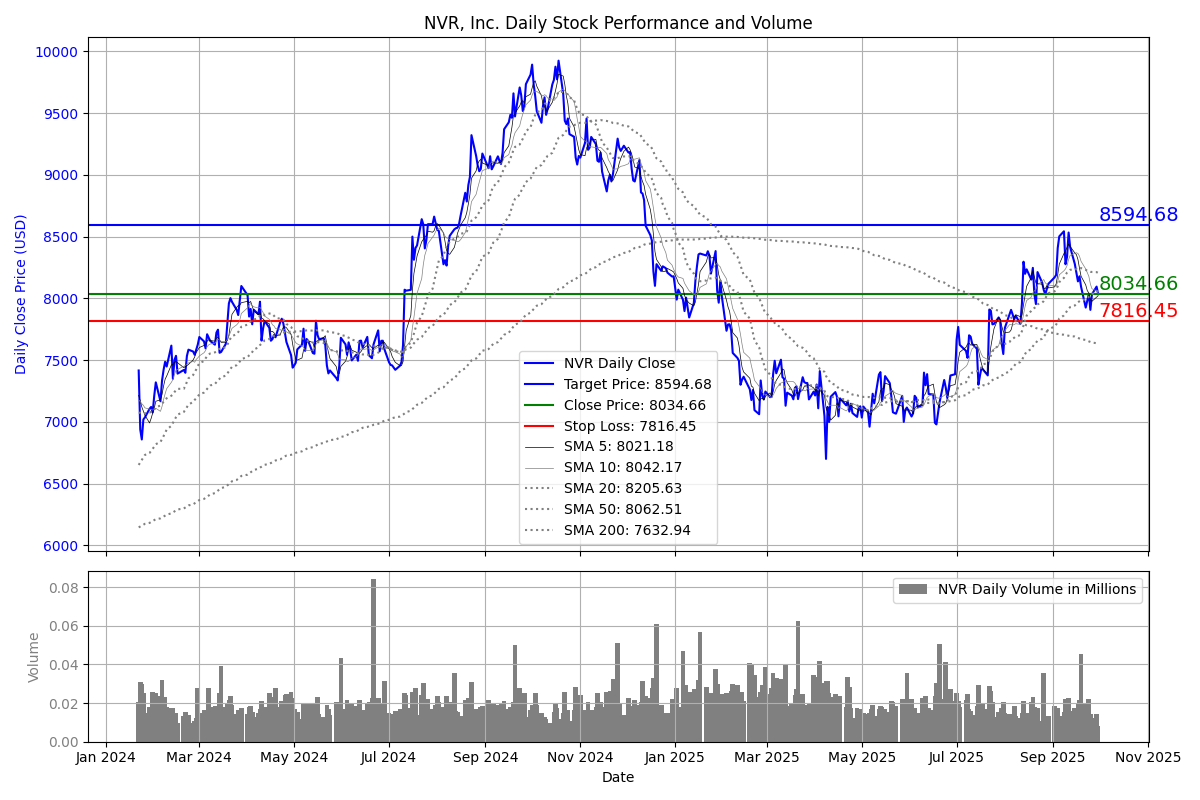 NVR, Inc. Daily Stock Performance and Volume
Daily Close Price (USD)
10000
9500
9000
8500
8000
7500
7000
6500
6000
8594.68
8034.66
7816.45
NVR Daily Close
Target Price: 8594.68
Close Price: 8034.66
Stop Loss: 7816.45
SMA 5: 8021.18
SMA 10: 8042.17
SMA 20: 8205.63
SMA 50: 8062.51
SMA 200: 7632.94
Volume
0.08
0.06
0.04
0.02
0.00
NVR Daily Volume in Millions
Jan 2024 Mar 2024 May 2024 Jul 2024 Sep 2024 Nov 2024 Jan 2025 Mar 2025 May 2025 Jul 2025 Sep 2025 Nov 2025
Date